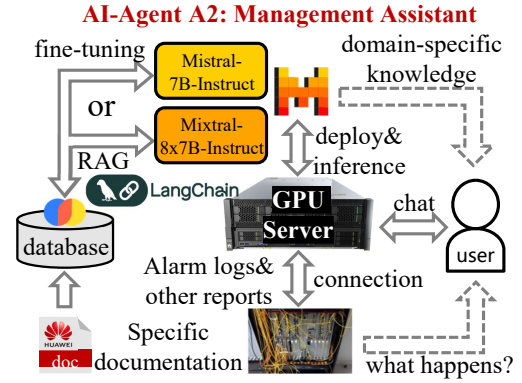 AI-Agent A2: Management Assistant
fine-tuning
or
RAG
Mistral-
7B-Instruct
Mixtral-
8x7B-Instruct
domain-specific
knowledge
deploy&
inference
LangChain
GPU
Server
chat
database
user
Alarm logs&
other reports
connection
HUAWEI
doc
Specific
documentation
what happens?